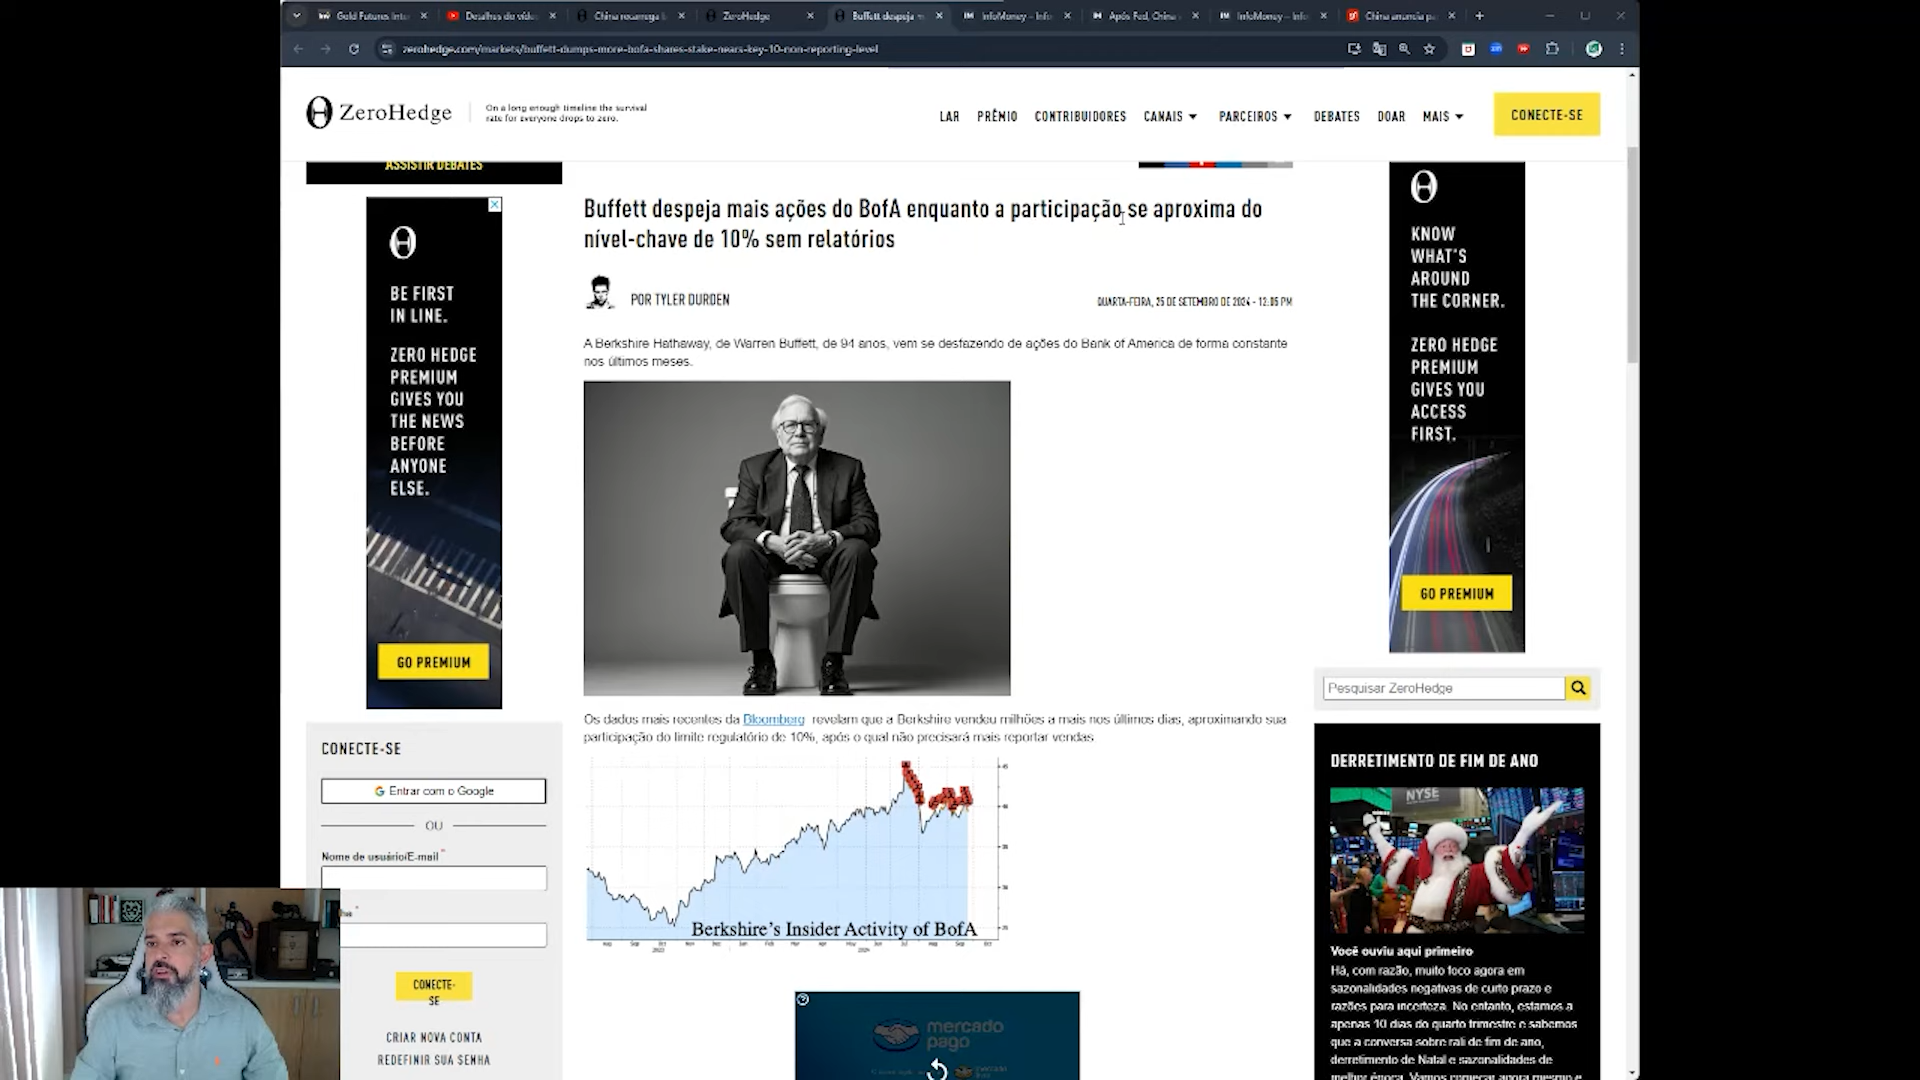 Gold Futures Inte
Detalhes do víde
China recarrega
ZeroHedge
Buffett despeja m
InfoMoney – Info
Após Fed, China
InfoMoney – Info
China anuncia pa
zerohedge.com/markets/buffett-dumps-more-bofa-shares-stake-nears-key-10-non-reporting-level
ZeroHedge
On a long enough timeline the survival
rate for everyone drops to zero.
LAR
PRÊMIO
CONTRIBUIDORES
CANAIS
PARCEIROS
DEBATES
DOAR
MAIS
CONECTE-SE
ASSISTIR DEBATES
BE FIRST
IN LINE.
ZERO HEDGE
PREMIUM
GIVES YOU
THE NEWS
BEFORE
ANYONE
ELSE.
GO PREMIUM
CONECTE-SE
Entrar com o Google
OU
Nome de usuário/E-mail *
CONECTE-
SE
CRIAR NOVA CONTA
REDEFINIR SUA SENHA
Buffett despeja mais ações do BofA enquanto a participação se aproxima do
nível-chave de 10% sem relatórios
POR TYLER DURDEN
QUARTA-FEIRA, 25 DE SETEMBRO DE 2024 - 12:05 PM
A Berkshire Hathaway, de Warren Buffett, de 94 anos, vem se desfazendo de ações do Bank of America de forma constante
nos últimos meses.
Os dados mais recentes da Bloomberg revelam que a Berkshire vendeu milhões a mais nos últimos dias, aproximando sua
participação do limite regulatório de 10%, após o qual não precisará mais reportar vendas
Berkshire's Insider Activity of BofA
mercado
pago
KNOW
WHAT'S
AROUND
THE CORNER.
ZERO HEDGE
PREMIUM
GIVES YOU
ACCESS
FIRST.
GO PREMIUM
Pesquisar ZeroHedge
DERRETIMENTO DE FIM DE ANO
NYSE
Você ouviu aqui primeiro
Há, com razão, muito foco agora em
sazonalidades negativas de curto prazo e
razões para incerteza. No entanto, estamos a
apenas 10 dias do quarto trimestre e sabemos
que a conversa sobre rali de fim de ano,
derretimento de Natal e sazonalidades de
melhor época. Vamos começar agora mesmo e